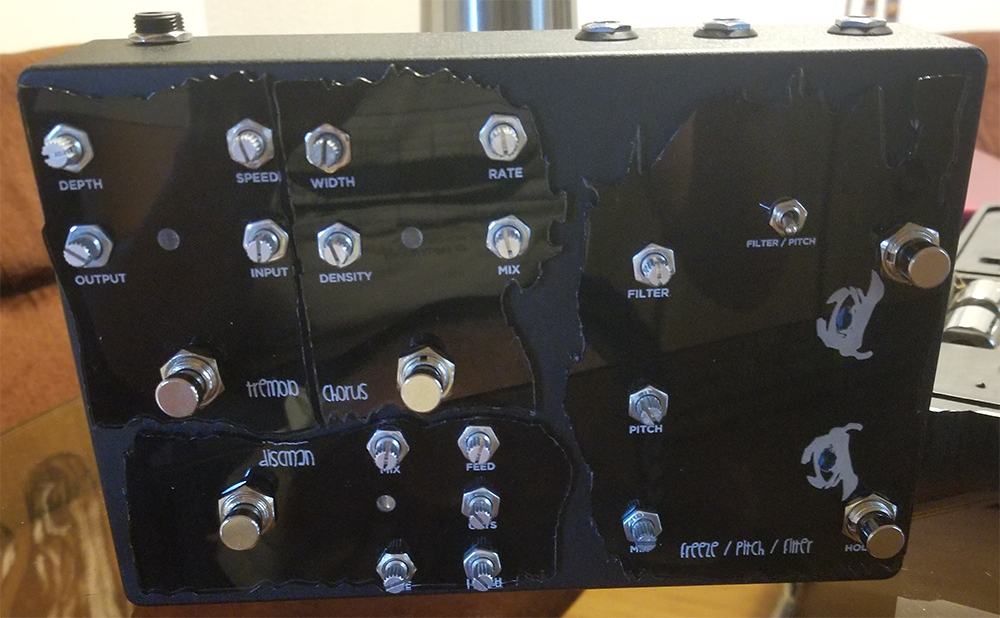 DEPTH
SPEED
OUTPUT
INPUT
tremolo
WIDTH
RATE
DENSITY
MIX
Chorus
MIX
FEED
FILTER / PITCH
FILTER
PITCH
freeze / pitch / filter